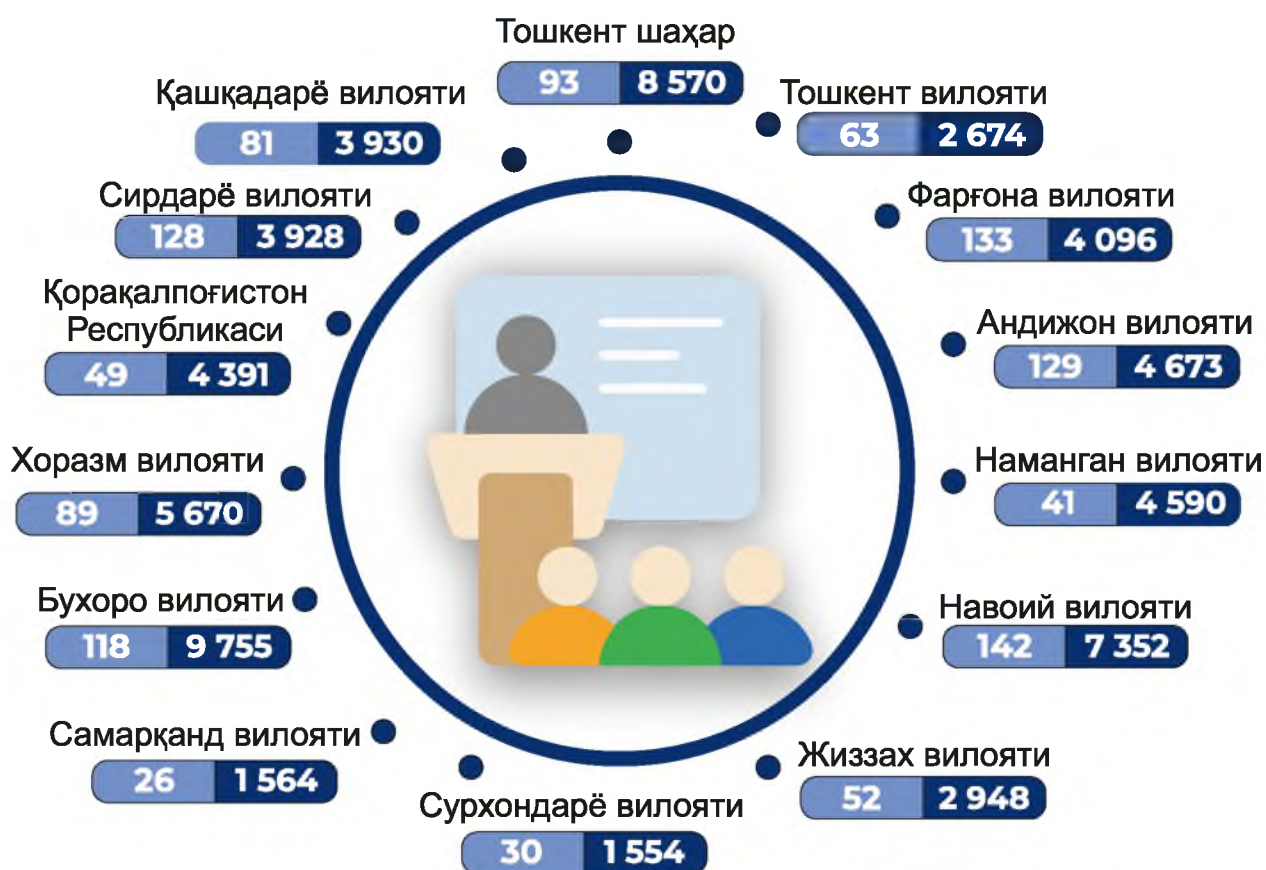 Тошкент шаҳар
93 8 570
Қашқадарё вилояти
81 3 930
Тошкент вилояти
63 2 674
Сирдарё вилояти
128 3 928
Фарғона вилояти
133 4 096
Қорақалпоғистон
Республикаси
49 4 391
Андижон вилояти
129 4 673
Хоразм вилояти
89 5 670
Наманган вилояти
41 4 590
Бухоро вилояти
118 9 755
Навоий вилояти
142 7 352
Самарқанд вилояти
26 1 564
Жиззах вилояти
52 2 948
Сурхондарё вилояти
30 1 554